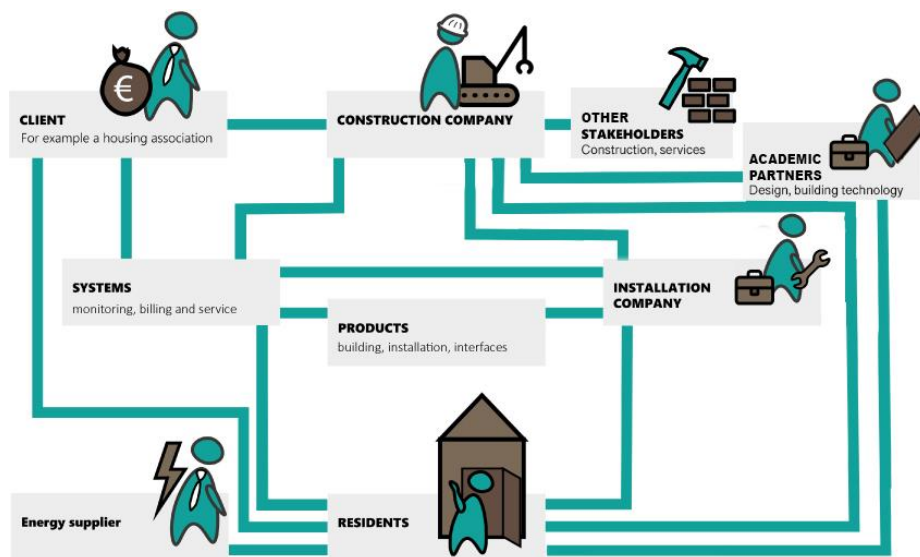 €
CLIENT
For example a housing association
CONSTRUCTION COMPANY
OTHER
STAKEHOLDERS
Construction, services
ACADEMIC
PARTNERS
Design, building technology
SYSTEMS
monitoring, billing and service
INSTALLATION
COMPANY
PRODUCTS
building, installation, interfaces
Energy supplier
RESIDENTS